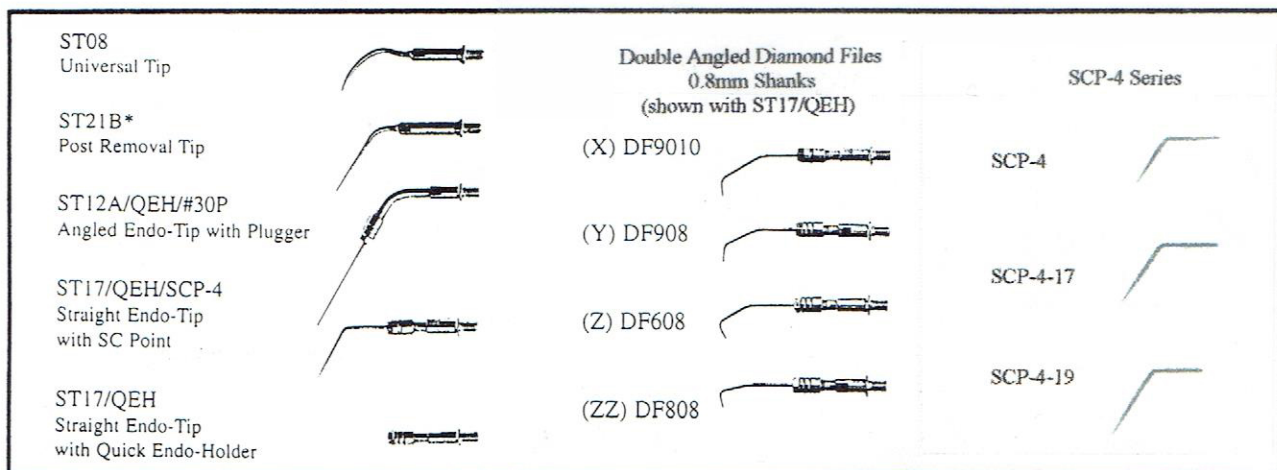 ST08
Universal Tip
ST21B*
Post Removal Tip
ST12A/QEH/#30P
Angled Endo-Tip with Plugger
ST17/QEH/SCP-4
Straight Endo-Tip
with SC Point
ST17/QEH
Straight Endo-Tip
with Quick Endo-Holder
Double Angled Diamond Files
0.8mm Shanks
(shown with ST17/QEH)
(X) DF9010
(Y) DF908
(Z) DF608
(ZZ) DF808
SCP-4 Series
SCP-4
SCP-4-17
SCP-4-19